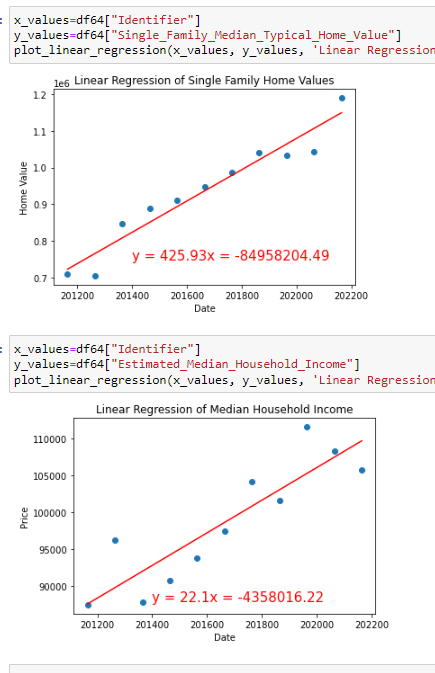 : x_values=df64["Identifier"]
y_values=df64["Single_Family_Median_Typical_Home_Value"]
plot_linear_regression(x_values, y_values, 'Linear Regression
Linear Regression of Single Family Home Values
1e6
1.2
1.1
1.0
0.9
0.8
0.7
Home Value
y = 425.93x = -84958204.49
201200 201400 201600 201800 202000 202200
Date
: x_values=df64["Identifier"]
y_values=df64["Estimated_Median_Household_Income"]
plot_linear_regression(x_values, y_values, 'Linear Regression
Linear Regression of Median Household Income
110000
105000
100000
95000
90000
Price
y = 22.1x = -4358016.22
201200 201400 201600 201800 202000 202200
Date